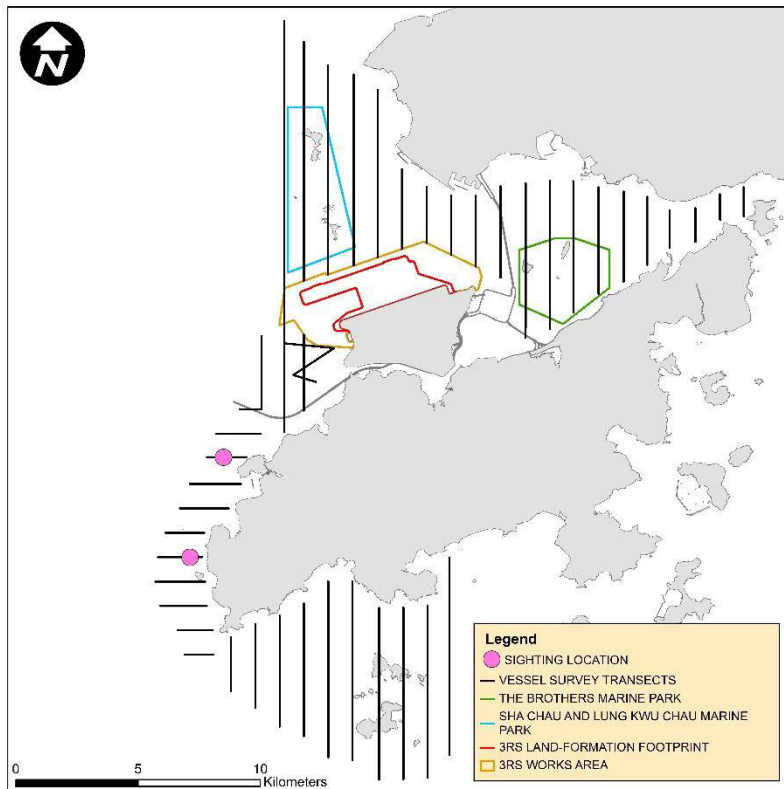 N
Legend
SIGHTING LOCATION
VESSEL SURVEY TRANSECTS
THE BROTHERS MARINE PARK
SHA CHAU AND LUNG KWU CHAU MARINE
PARK
3RS LAND-FORMATION FOOTPRINT
3RS WORKS AREA
0 5 10
Kilometers